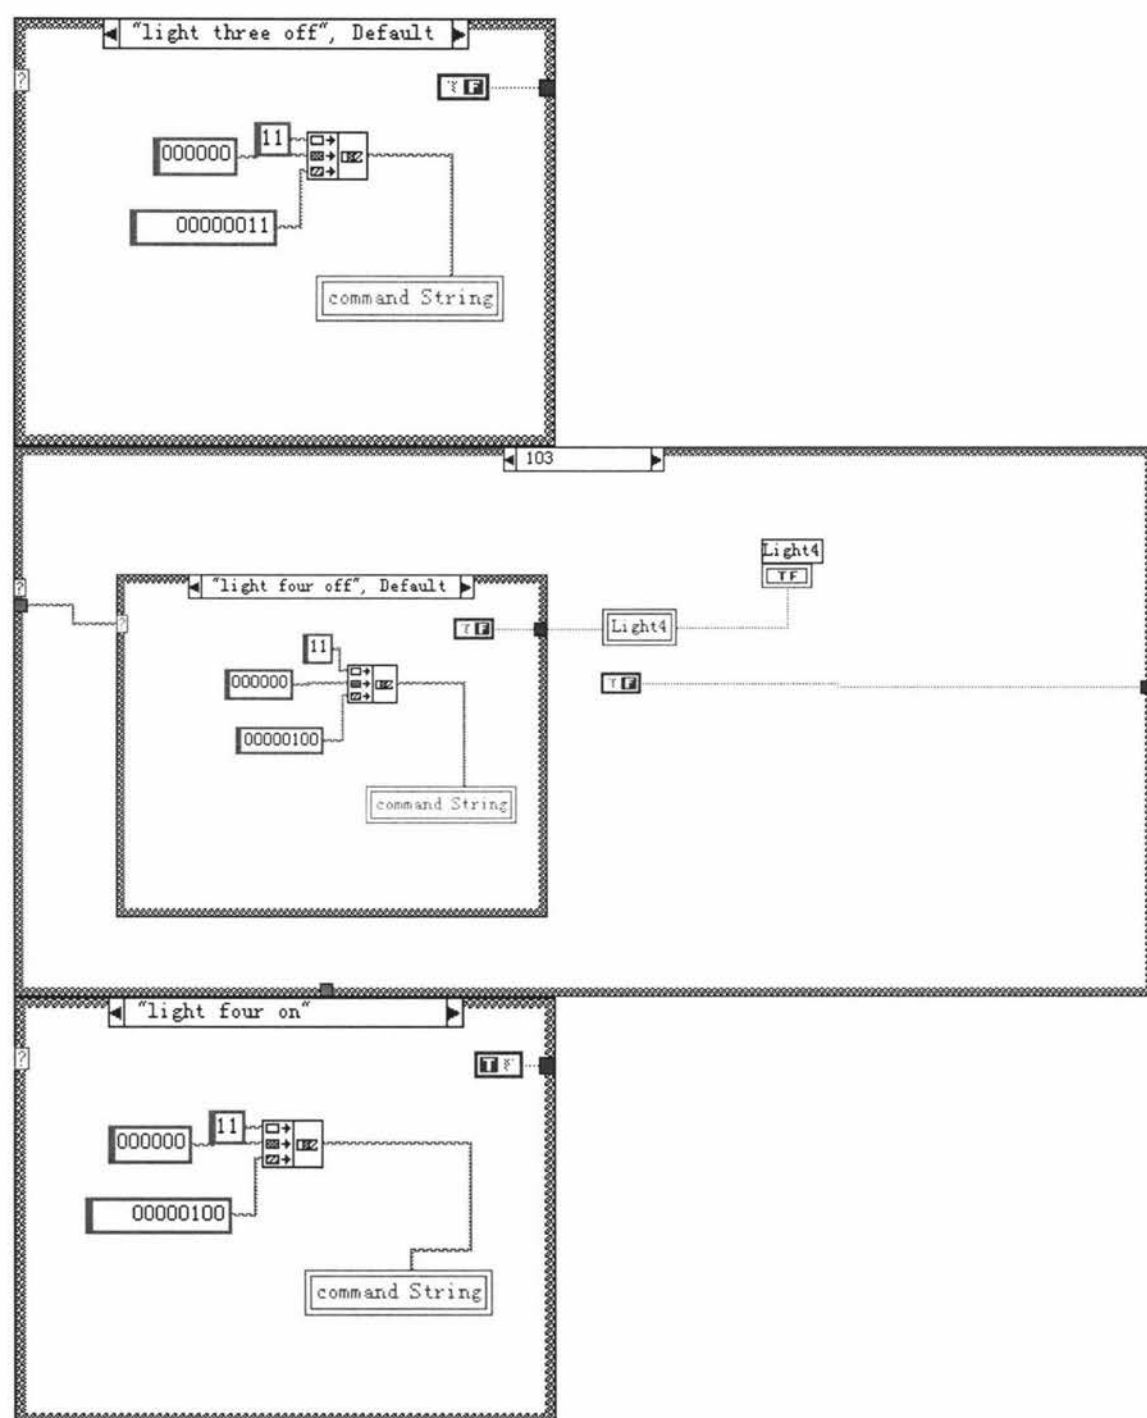 "light three off", Default
?
T F
11
000000
00000011
command String
103
Light4
T F
?
"light four off", Default
?
T F
Light4
11
000000
T F
00000100
command String
"light four on"
?
T F
11
000000
00000100
command String